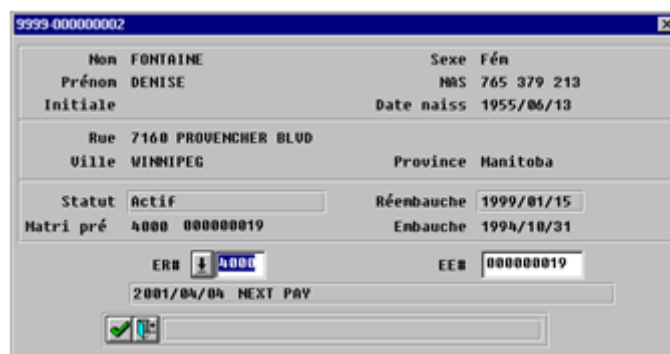 9999-000000002
Nom FONTAINE Sexe Fém
Prénom DENISE NAS 765 379 213
Initiale Date naiss 1955/06/13
Rue 7160 PROVENCHER BLVD
Ville WINNIPEG Province Manitoba
Statut Actif Réembauche 1999/01/15
Matri pré 4000 000000019 Embauche 1994/10/31
ER# 4000 EE# 000000019
2001/04/04 NEXT PAY